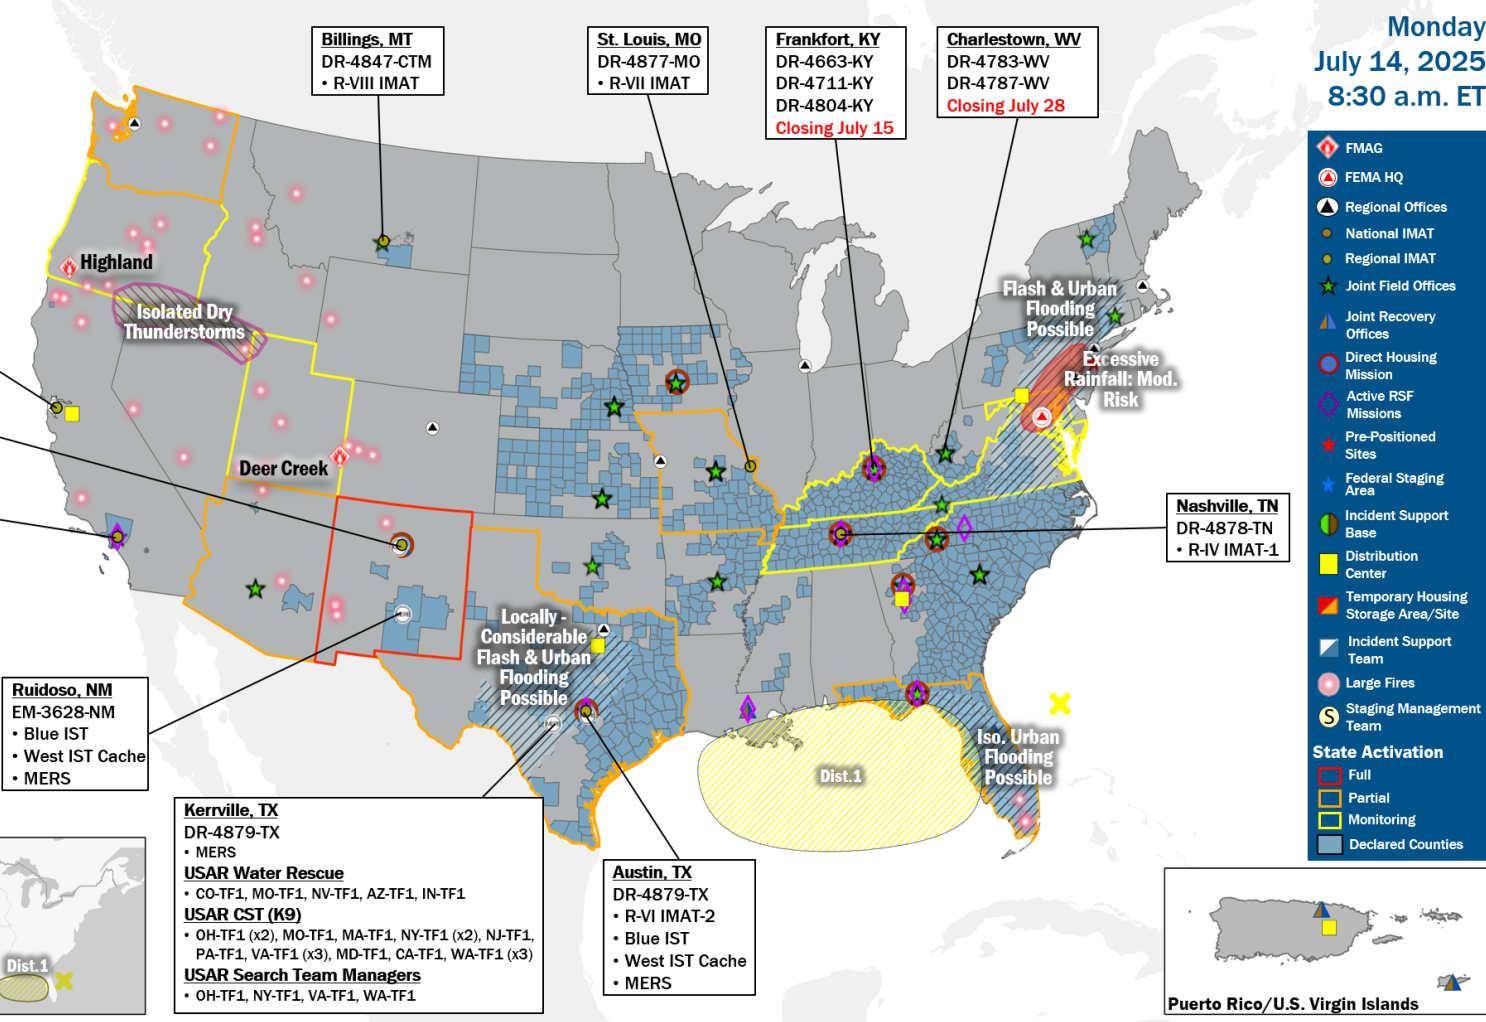 Monday
July 14, 2025
8:30 a.m. ET
Billings, MT
DR-4847-CTM
• R-VIII IMAT
St. Louis, MO
DR-4877-MO
• R-VII IMAT
Frankfort, KY
DR-4663-KY
DR-4711-KY
DR-4804-KY
Closing July 15
Charlestown, WV
DR-4783-WV
DR-4787-WV
Closing July 28
FMAG
FEMA HQ
Regional Offices
National IMAT
Regional IMAT
Joint Field Offices
Joint Recovery
Offices
Direct Housing
Mission
Active RSF
Missions
Pre-Positioned
Sites
Federal Staging
Area
Incident Support
Base
Distribution
Center
Temporary Housing
Storage Area/Site
Incident Support
Team
Large Fires
S
Staging Management
Team
State Activation
Full
Partial
Monitoring
Declared Counties
Highland
Isolated Dry
Thunderstorms
Flash & Urban
Flooding
Possible
Excessive
Rainfall: Mod.
Risk
Deer Creek
Nashville, TN
DR-4878-TN
• R-IV IMAT-1
MERS
Locally -
Considerable
Flash & Urban
Flooding
Possible
Iso. Urban
Flooding
Possible
Dist.1
Ruidoso, NM
EM-3628-NM
• Blue IST
• West IST Cache
• MERS
Kerrville, TX
DR-4879-TX
• MERS
USAR Water Rescue
• CO-TF1, MO-TF1, NV-TF1, AZ-TF1, IN-TF1
USAR CST (K9)
• OH-TF1 (x2), MO-TF1, MA-TF1, NY-TF1 (x2), NJ-TF1,
PA-TF1, VA-TF1 (x3), MD-TF1, CA-TF1, WA-TF1 (x3)
USAR Search Team Managers
• OH-TF1, NY-TF1, VA-TF1, WA-TF1
Austin, TX
DR-4879-TX
• R-VI IMAT-2
• Blue IST
• West IST Cache
• MERS
Dist.1
Puerto Rico/U.S. Virgin Islands